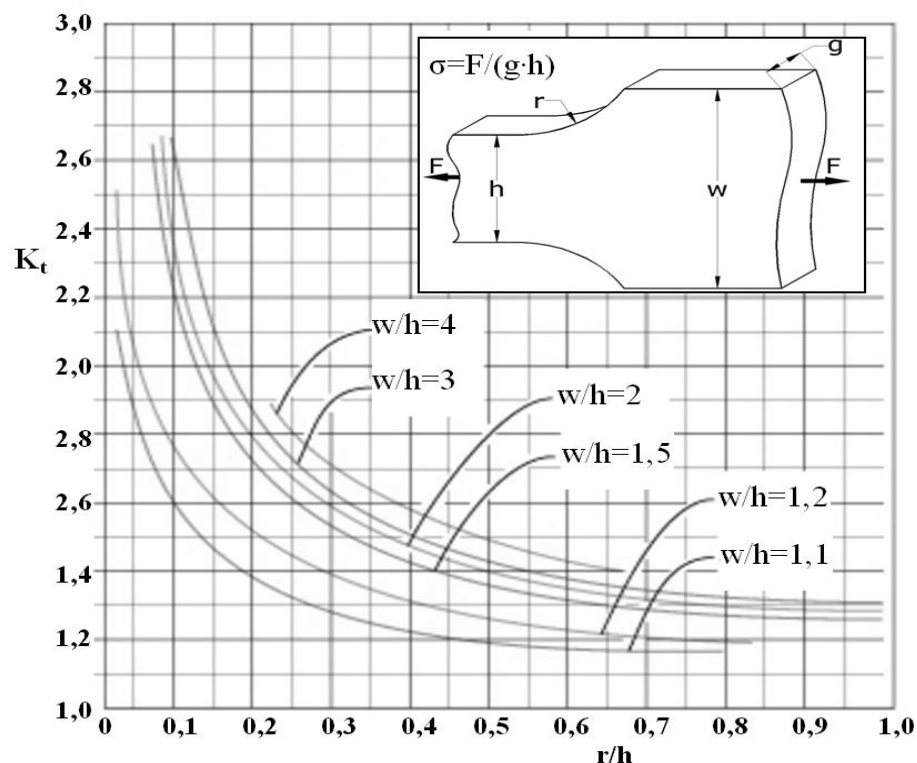 3,0
2,8
2,6
2,4
2,2
2,0
2,8
2,6
1,4
1,2
1,0
Kt
σ=F/(g·h)
r
g
F
h
w
F
w/h=4
w/h=3
w/h=2
w/h=1,5
w/h=1,2
w/h=1,1
0 0,1 0,2 0,3 0,4 0,5 0,6 0,7 0,8 0,9 1,0
r/h